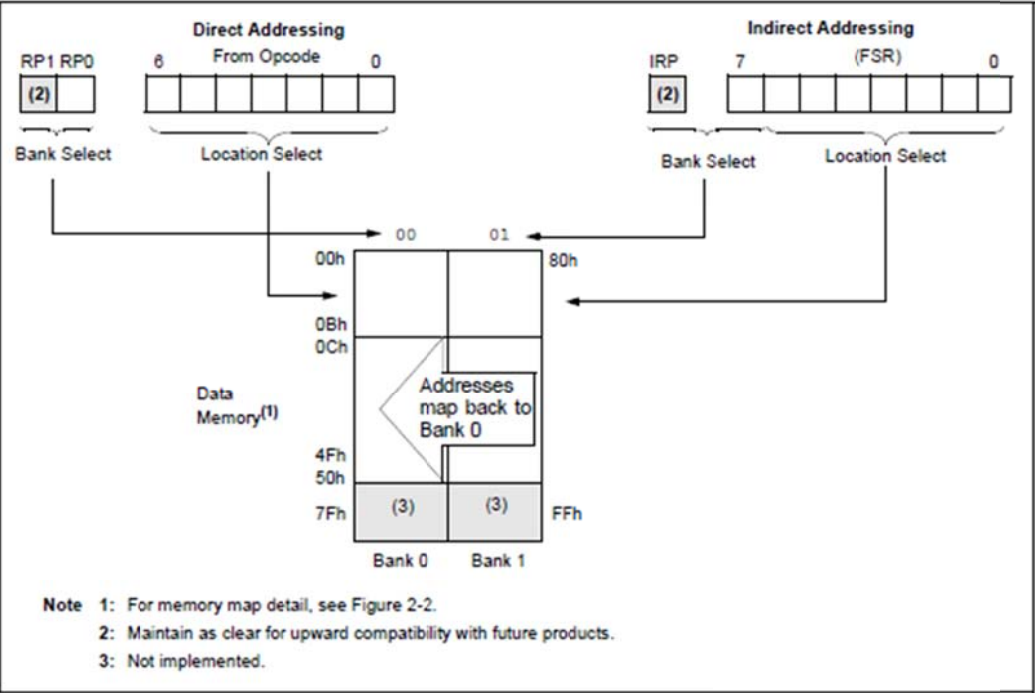 Direct Addressing
RP1 RP0
6 From Opcode 0
(2)
Bank Select
Location Select
Indirect Addressing
IRP
7 (FSR) 0
(2)
Bank Select
Location Select
00 01
00h
80h
0Bh
0Ch
Data
Memory(1)
Addresses
map back to
Bank 0
4Fh
50h
7Fh
(3)
(3)
FFh
Bank 0
Bank 1
Note 1: For memory map detail, see Figure 2-2.
2: Maintain as clear for upward compatibility with future products.
3: Not implemented.